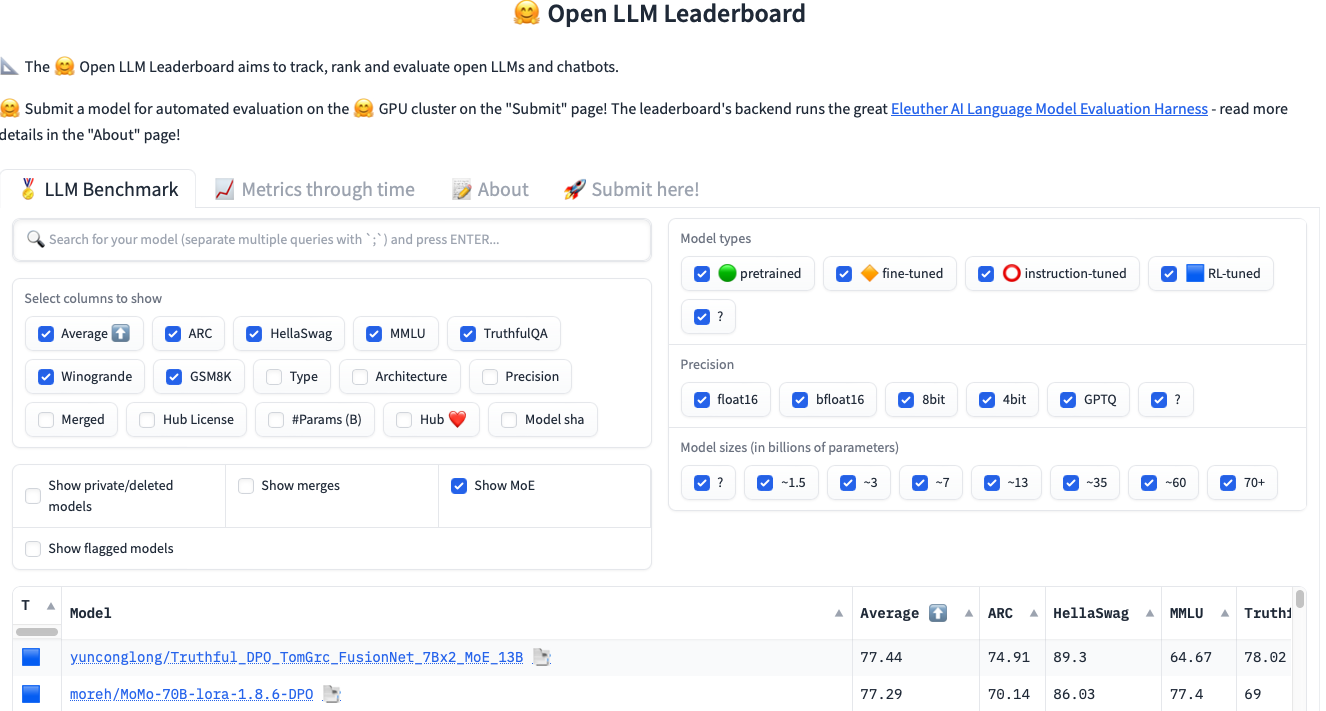 🤗 Open LLM Leaderboard
📐 The 🤗 Open LLM Leaderboard aims to track, rank and evaluate open LLMs and chatbots.
🤗 Submit a model for automated evaluation on the 🤗 GPU cluster on the "Submit" page! The leaderboard's backend runs the great Eleuther AI Language Model Evaluation Harness - read more
details in the "About" page!
🏅 LLM Benchmark 📈 Metrics through time 📝 About 🚀 Submit here!
🔍 Search for your model (separate multiple queries with `;`) and press ENTER...
Select columns to show
Average ⬆️ ARC HellaSwag MMLU TruthfulQA
Winogrande GSM8K Type Architecture Precision
Merged Hub License #Params (B) Hub ❤️ Model sha
Show private/deleted
models
Show merges
Show MoE
Show flagged models
Model types
🟢 pretrained 🔶 fine-tuned ⭕ instruction-tuned 🟦 RL-tuned
?
Precision
float16 bfloat16 8bit 4bit GPTQ ?
Model sizes (in billions of parameters)
? ~1.5 ~3 ~7 ~13 ~35 ~60 70+
T Model Average ⬆️ ARC HellaSwag MMLU
🟦 yunconglong/Truthful_DPO_TomGrc_FusionNet_7Bx2_MoE_13B 📑 77.44 74.91 89.3 64.67 78.02
🟦 moreh/MoMo-70B-lora-1.8.6-DPO 📑 77.29 70.14 86.03 77.4 69